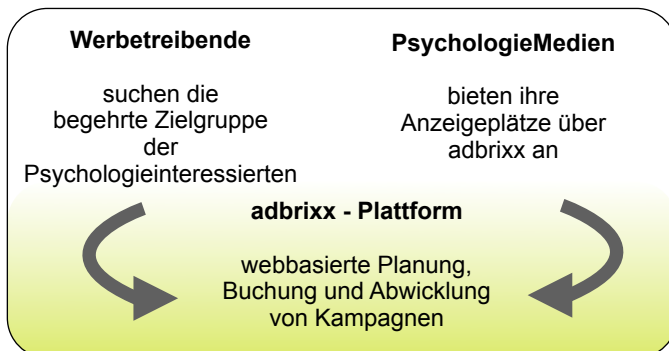 Werbetreibende
suchen die
begehrte Zielgruppe
der
Psychologieinteressierten
PsychologieMedien
bieten ihre
Anzeigeplätze über
adbrixx an
adbrixx - Plattform
webbasierte Planung,
Buchung und Abwicklung
von Kampagnen